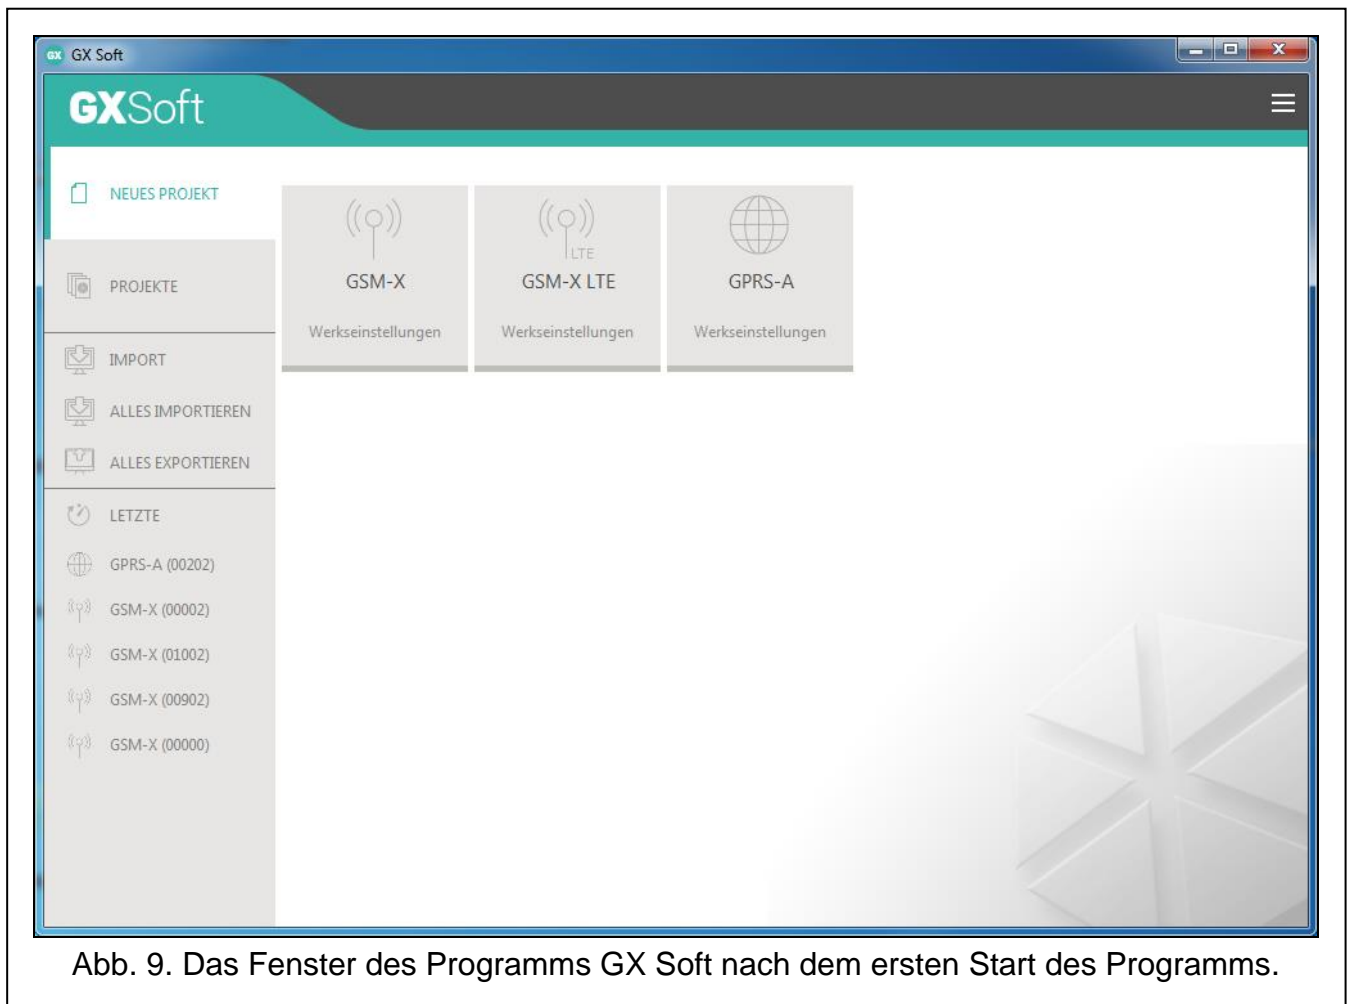 GX GX Soft
GXSoft
NEUES PROJEKT
PROJEKTE
IMPORT
ALLES IMPORTIEREN
ALLES EXPORTIEREN
LETZTE
GPRS-A (00202)
GSM-X (00002)
GSM-X (01002)
GSM-X (00902)
GSM-X (00000)
GSM-X
Werkseinstellungen
LTE
GSM-X LTE
Werkseinstellungen
GPRS-A
Werkseinstellungen
Abb. 9. Das Fenster des Programms GX Soft nach dem ersten Start des Programms.